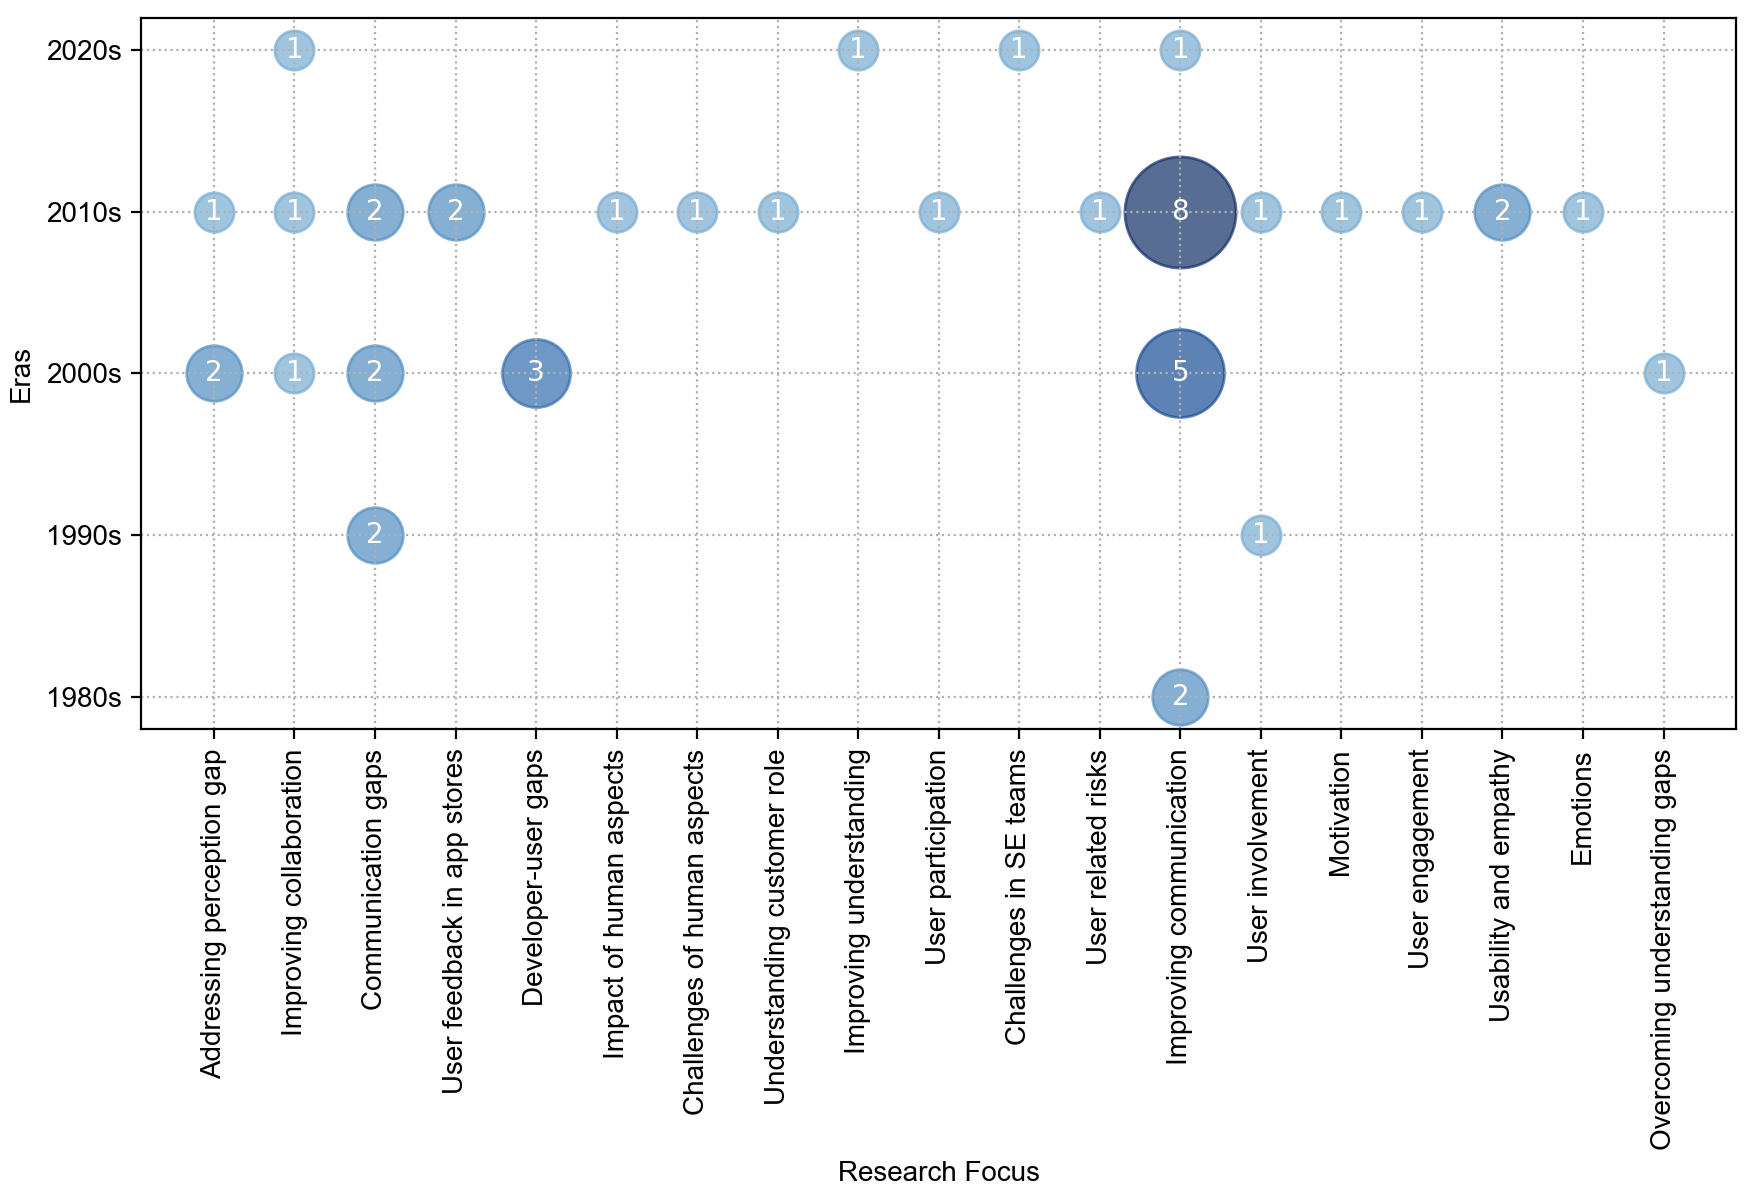 2020s 1 1 1 1
2010s 1 1 2 2 1 1 1 1 1 8 1 1 1 2 1
2000s 2 1 2 3 5 1
1990s 2 1
1980s 2
Eras
Addressing perception gap
Improving collaboration
Communication gaps
User feedback in app stores
Developer-user gaps
Impact of human aspects
Challenges of human aspects
Understanding customer role
Improving understanding
User participation
Challenges in SE teams
User related risks
Improving communication
User involvement
Motivation
User engagement
Usability and empathy
Emotions
Overcoming understanding gaps
Research Focus